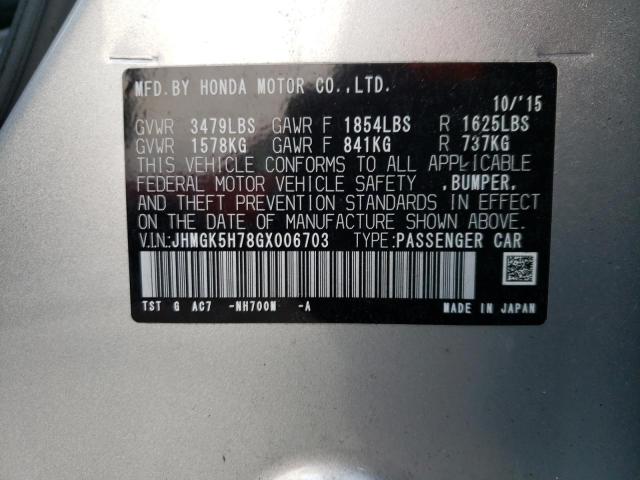 MFD.BY HONDA MOTOR CO.,LTD.
10/'15
GVWR 3479LBS GAWR F 1854LBS R 1625LBS
GVWR 1578KG GAWR F 841KG R 737KG
THIS VEHICLE CONFORMS TO ALL APPLICABLE
FEDERAL MOTOR VEHICLE SAFETY ,BUMPER,
AND THEFT PREVENTION STANDARDS IN EFFECT
ON THE DATE OF MANUFACTURE SHOWN ABOVE.
V.I.N.:JHMGK5H78GX006703 TYPE:PASSENGER CAR
TST G AC7 -NH700M -A MADE IN JAPAN